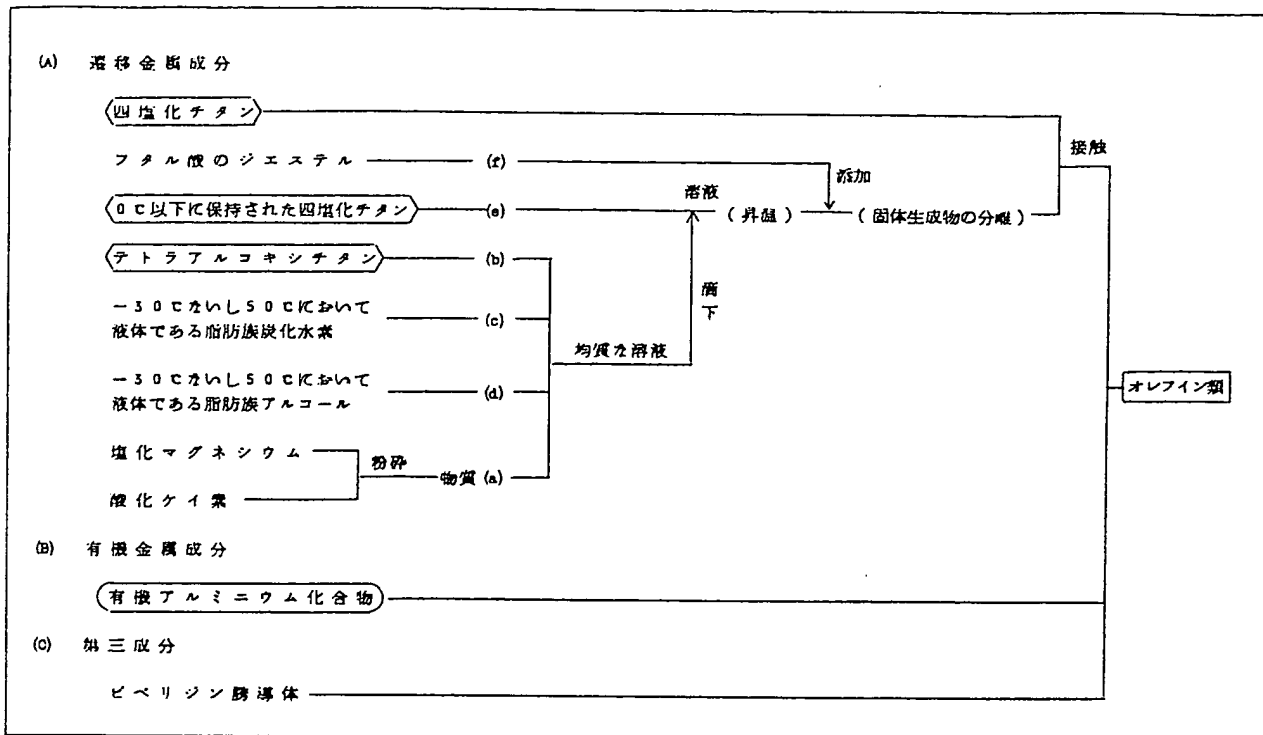 (A) 遷移金属成分
四塩化チタン
接触
フタル酸のジエステル (f)
添加
溶液
0℃以下に保持された四塩化チタン (e) (昇温) (固体生成物の分離)
テトラアルコキシチタン (b)
滴下
-30℃ないし50℃において
液体である脂肪族炭化水素 (c)
均質な溶液
-30℃ないし50℃において
液体である脂肪族アルコール (d)
オレフイン類
塩化マグネシウム
粉砕
物質 (a)
酸化ケイ素
(B) 有機金属成分
有機アルミニウム化合物
(C) 第三成分
ピペリジン誘導体